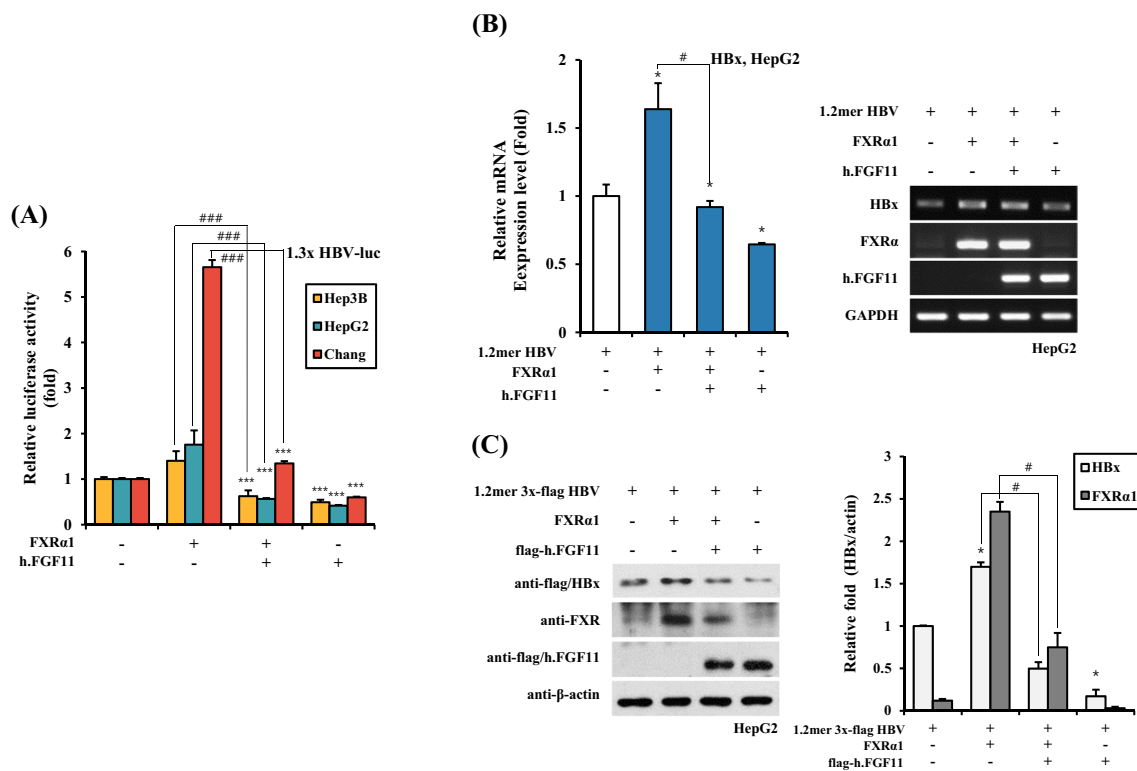 (A)
###
###
###
1.3x HBV-luc
Hep3B
HepG2
Chang
Relative luciferase activity
(fold)
6
5
4
3
2
1
0
*** *** ***
*** *** ***
FXRα1 - + + -
h.FGF11 - - + +
(B)
HBx, HepG2
#
*
*
*
Relative mRNA
Eexpression level (Fold)
2
1.5
1
0.5
0
1.2mer HBV + + + +
FXRα1 - + + -
h.FGF11 - - + +
1.2mer HBV + + + +
FXRα1 - + + -
h.FGF11 - - + +
HBx
FXRα
h.FGF11
GAPDH
HepG2
(C)
1.2mer 3x-flag HBV + + + +
FXRα1 - + + -
flag-h.FGF11 - - + +
anti-flag/HBx
anti-FXR
anti-flag/h.FGF11
anti-β-actin
HepG2
HBx
FXRα1
#
#
*
*
Relative fold (HBx/actin)
3
2.5
2
1.5
1
0.5
0
1.2mer 3x-flag HBV + + + +
FXRα1 - + + -
flag-h.FGF11 - - + +